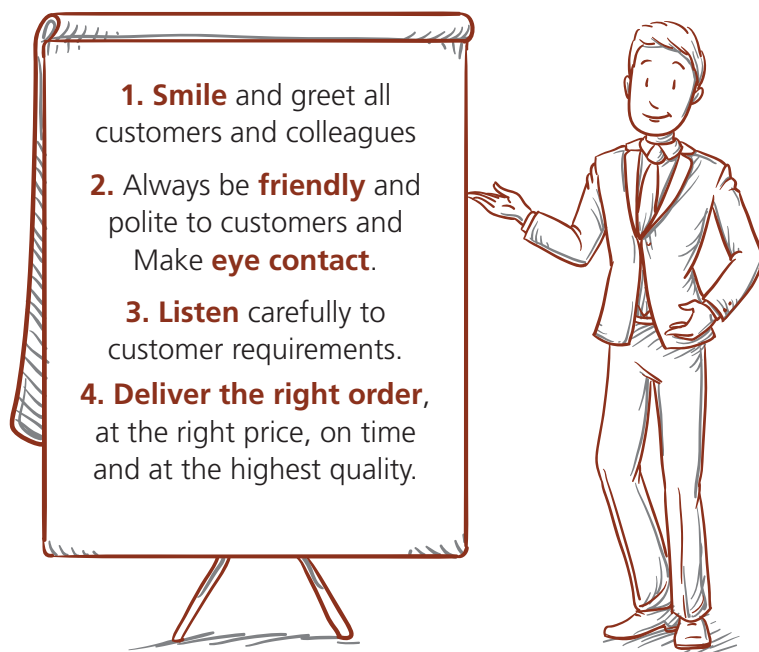 1. Smile and greet all
customers and colleagues
2. Always be friendly and
polite to customers and
Make eye contact.
3. Listen carefully to
customer requirements.
4. Deliver the right order,
at the right price, on time
and at the highest quality.